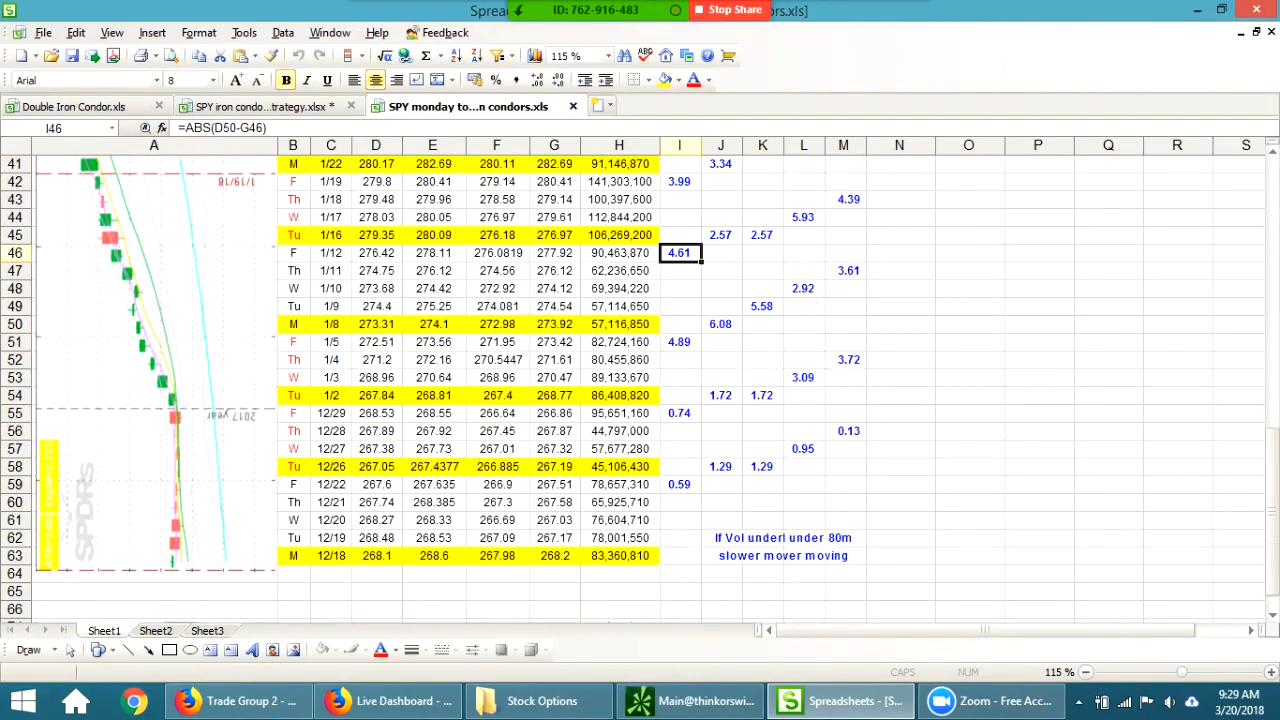 Sprea
ID: 762-916-483
Stop Share
ors.xls]
File Edit View Insert Format Tools Data Window Help Feedback
115 %
Arial 8
Double Iron Condor.xls SPY iron condo...trategy.xlsx * SPY monday to...n condors.xls
I46 =ABS(D50-G46)
A B C D E F G H I J K L M N O P Q R S
41 M 1/22 280.17 282.69 280.11 282.69 91,146,870 3.34
42 F 1/19 279.8 280.41 279.14 280.41 141,303,100 3.99
43 Th 1/18 279.48 279.96 278.58 279.14 100,397,600 4.39
44 W 1/17 278.03 280.05 276.97 279.61 112,844,200 5.93
45 Tu 1/16 279.35 280.09 276.18 276.97 106,269,200 2.57 2.57
46 F 1/12 276.42 278.11 276.0819 277.92 90,463,870 4.61
47 Th 1/11 274.75 276.12 274.56 276.12 62,236,650 3.61
48 W 1/10 273.68 274.42 272.92 274.12 69,394,220 2.92
49 Tu 1/9 274.4 275.25 274.081 274.54 57,114,650 5.58
50 M 1/8 273.31 274.1 272.98 273.92 57,116,850 6.08
51 F 1/5 272.51 273.56 271.95 273.42 82,724,160 4.89
52 Th 1/4 271.2 272.16 270.5447 271.61 80,455,860 3.72
53 W 1/3 268.96 270.64 268.96 270.47 89,133,670 3.09
54 Tu 1/2 267.84 268.81 267.4 268.77 86,408,820 1.72 1.72
55 F 12/29 268.53 268.55 266.64 266.86 95,651,160 0.74
56 Th 12/28 267.89 267.92 267.45 267.87 44,797,000 0.13
57 W 12/27 267.38 267.73 267.01 267.32 57,677,280 0.95
58 Tu 12/26 267.05 267.4377 266.885 267.19 45,106,430 1.29 1.29
59 F 12/22 267.6 267.635 266.9 267.51 78,657,310 0.59
60 Th 12/21 267.74 268.385 267.3 267.58 65,925,710
61 W 12/20 268.27 268.33 266.69 267.03 76,604,710
62 Tu 12/19 268.48 268.53 267.09 267.17 78,001,550 If Vol underl under 80m
63 M 12/18 268.1 268.6 267.98 268.2 83,360,810 slower mover moving
64
65
66
1/19/18
2017 year
SPDRS
Sheet1 Sheet2 Sheet3
Draw
CAPS NUM 115 %
Trade Group 2 - ... Live Dashboard - ... Stock Options Main@thinkorswi... Spreadsheets - [S... Zoom - Free Acc...
9:29 AM
3/20/2018